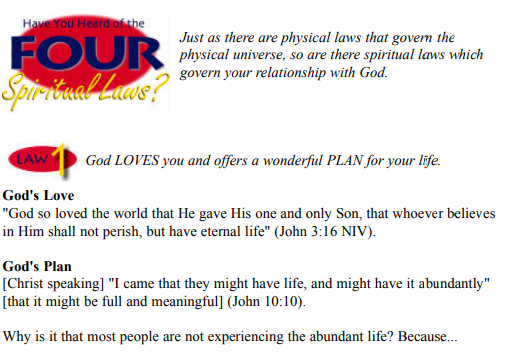 Have You Heard of the
FOUR
Spiritual Laws?
Just as there are physical laws that govern the
physical universe, so are there spiritual laws which
govern your relationship with God.
LAW 1
God LOVES you and offers a wonderful PLAN for your life.
God's Love
"God so loved the world that He gave His one and only Son, that whoever believes
in Him shall not perish, but have eternal life" (John 3:16 NIV).
God's Plan
[Christ speaking] "I came that they might have life, and might have it abundantly"
[that it might be full and meaningful] (John 10:10).
Why is it that most people are not experiencing the abundant life? Because...